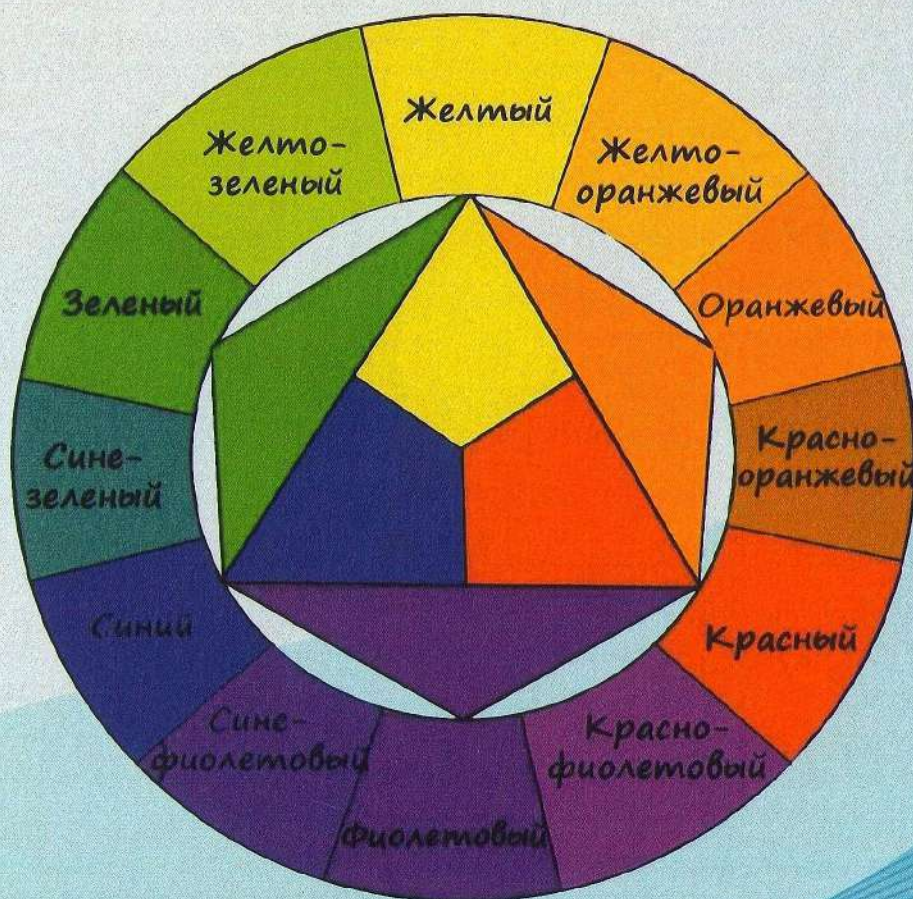 Желтый
Желто-
оранжевый
Оранжевый
Красно-
оранжевый
Красный
Красно-
фиолетовый
Фиолетовый
Сине-
фиолетовый
Синий
Сине-
зеленый
Зеленый
Желто-
зеленый